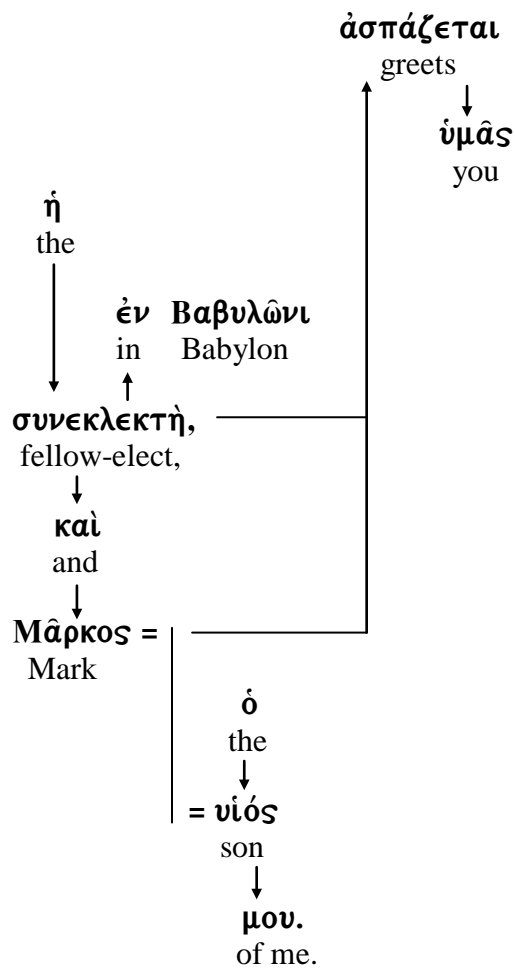 ἀσπάζεται
greets
ὑμᾶς
you
ἡ
the
ἐν Βαβυλῶνι
in Babylon
συνεκλεκτὴ,
fellow-elect,
καὶ
and
Μᾶρκος =
Mark
ὁ
the
= υἱός
son
μου.
of me.